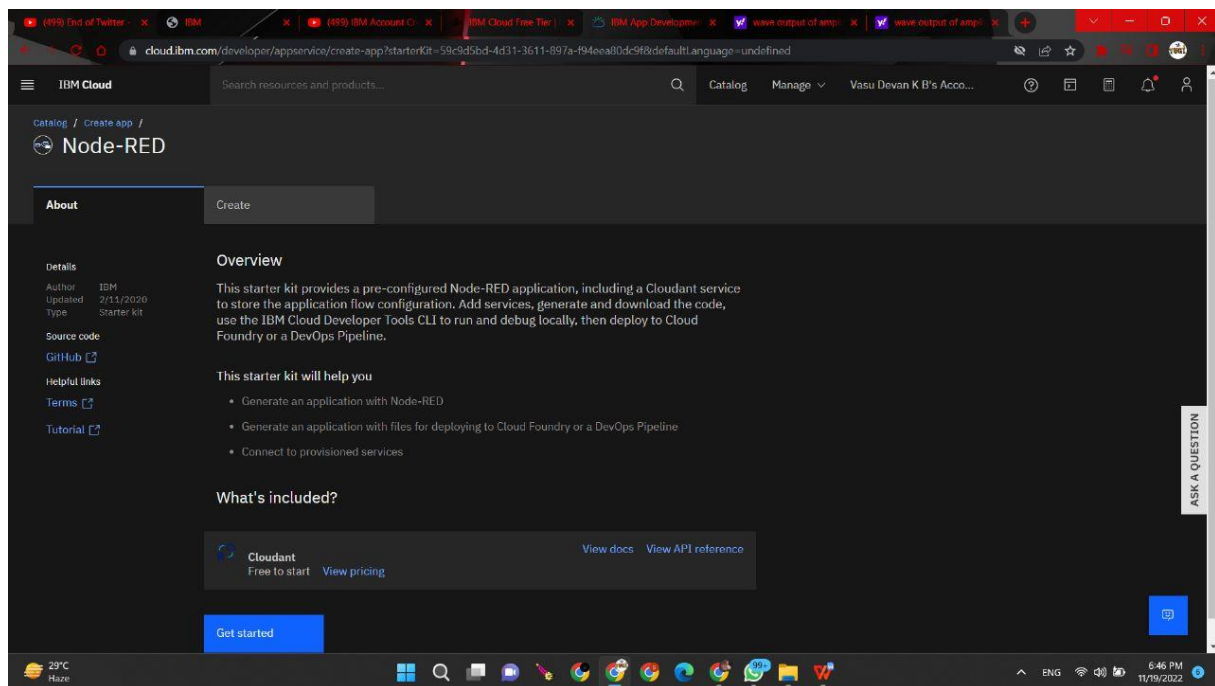 (499) End of Twitter -
IBM
(499) IBM Account Cr
IBM Cloud Free Tier |
IBM App Developme
wave output of ampl
wave output of ampl
cloud.ibm.com/developer/appservice/create-app?starterKit=59c9d5bd-4d31-3611-897a-f94eea80dc9f&defaultLanguage=undefined
IBM Cloud
Search resources and products...
Catalog
Manage
Vasu Devan K B's Acco...
Catalog / Create app /
Node-RED
About
Create
Details
Author IBM
Updated 2/11/2020
Type Starter kit
Source code
GitHub
Helpful links
Terms
Tutorial
Overview
This starter kit provides a pre-configured Node-RED application, including a Cloudant service
to store the application flow configuration. Add services, generate and download the code,
use the IBM Cloud Developer Tools CLI to run and debug locally, then deploy to Cloud
Foundry or a DevOps Pipeline.
This starter kit will help you
• Generate an application with Node-RED
• Generate an application with files for deploying to Cloud Foundry or a DevOps Pipeline
• Connect to provisioned services
What's included?
Cloudant
Free to start View pricing
View docs View API reference
Get started
ASK A QUESTION
29°C
Haze
99+
ENG
6:46 PM
11/19/2022
6